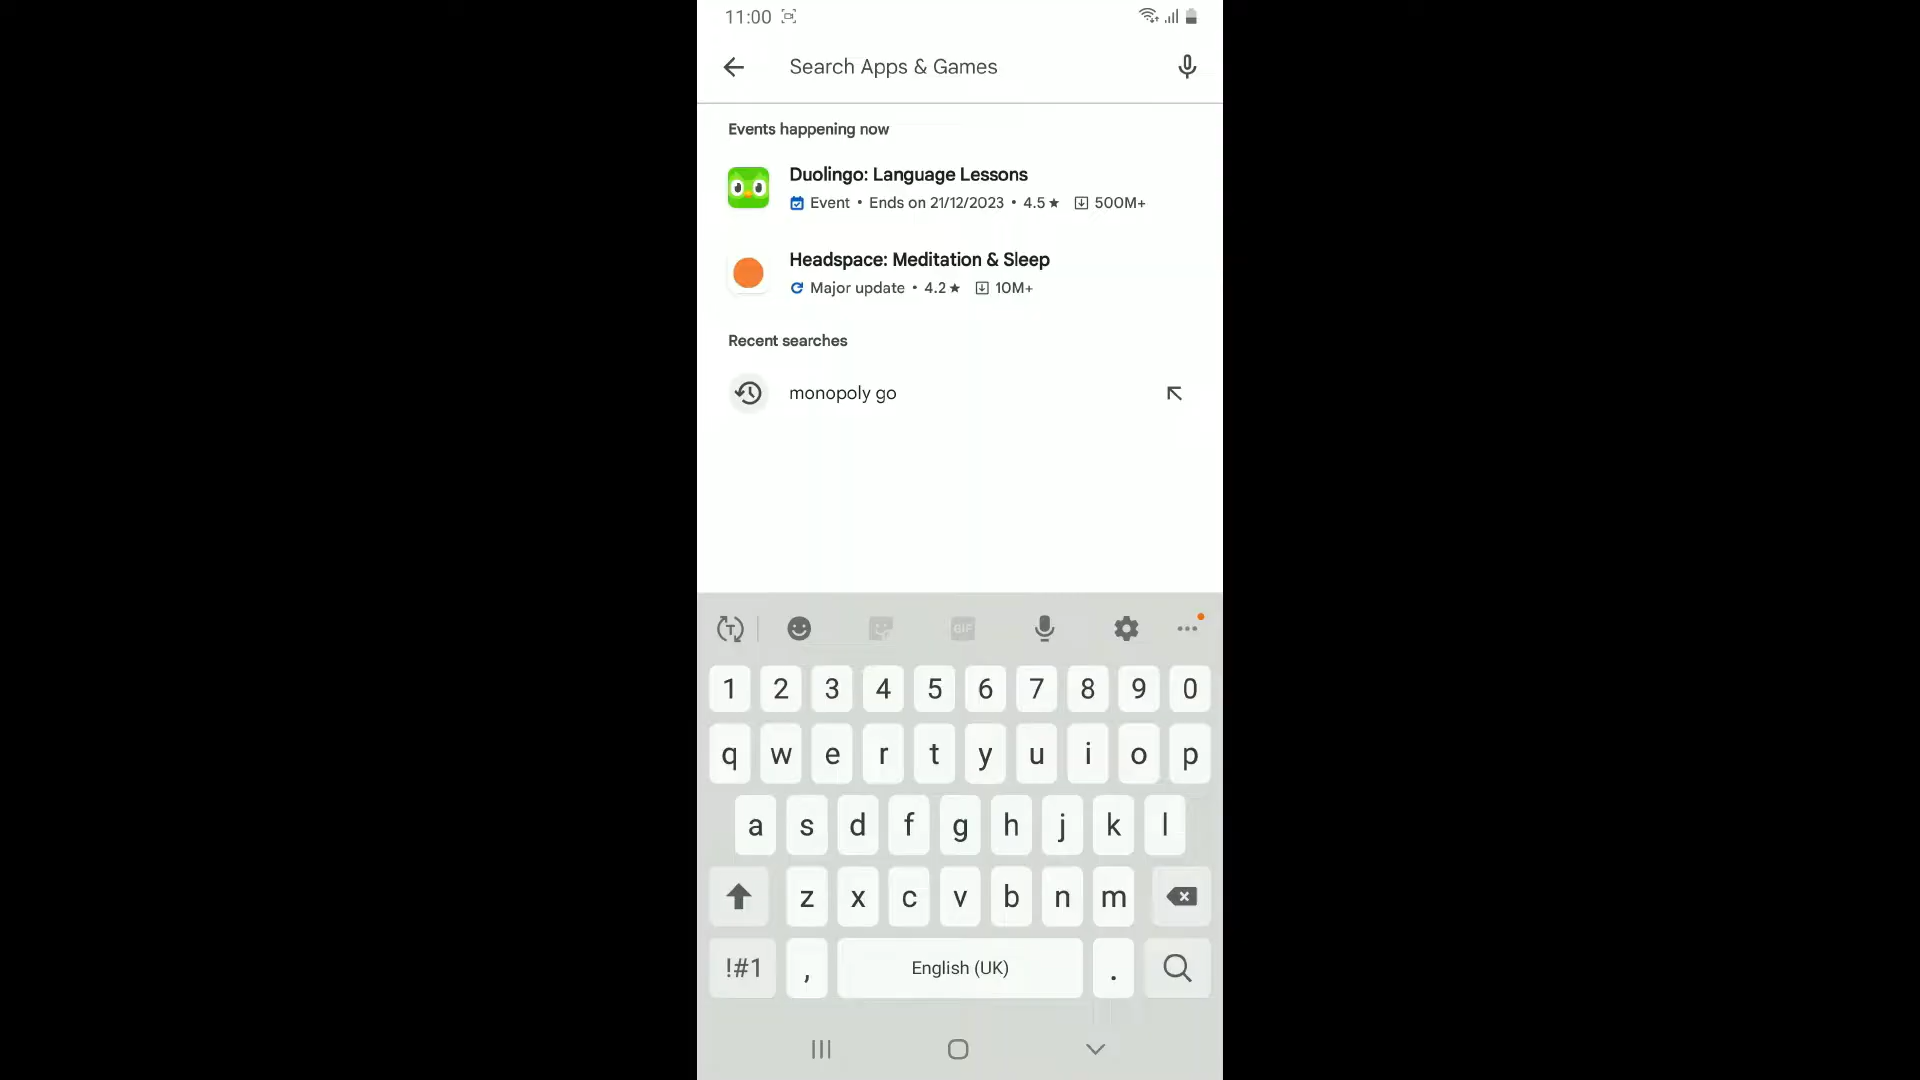 11:00
Search Apps & Games
Events happening now
Duolingo: Language Lessons
Event • Ends on 21/12/2023 • 4.5★ 500M+
Headspace: Meditation & Sleep
Major update • 4.2★ 10M+
Recent searches
monopoly go
T GIF
1 2 3 4 5 6 7 8 9 0
q w e r t y u i o p
a s d f g h j k l
z x c v b n m
!#1 , English (UK) .